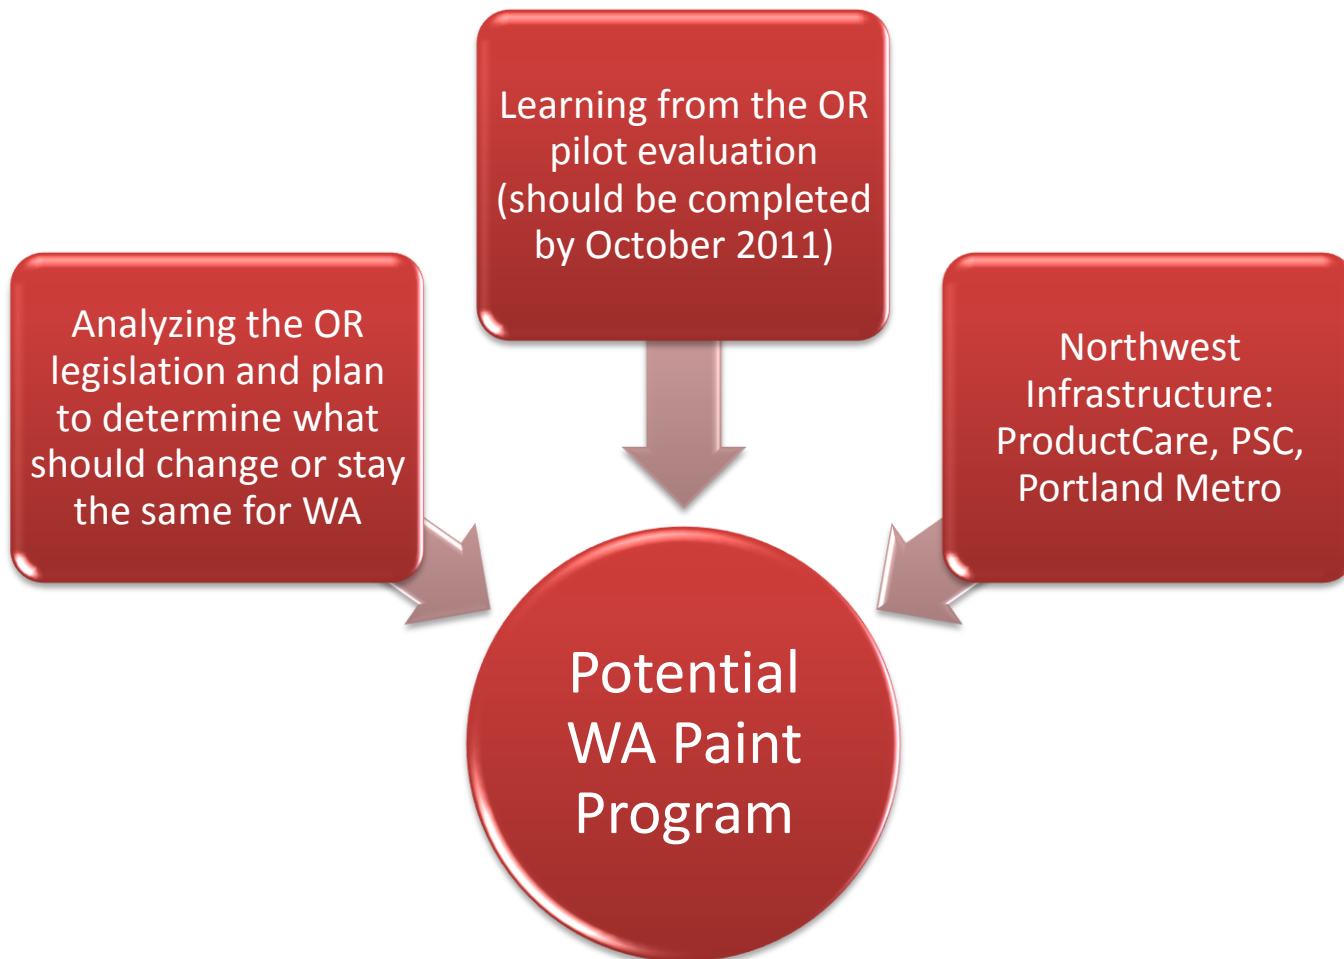 Learning from the OR
pilot evaluation
(should be completed
by October 2011)
Analyzing the OR
legislation and plan
to determine what
should change or stay
the same for WA
Northwest
Infrastructure:
ProductCare, PSC,
Portland Metro
Potential
WA Paint
Program